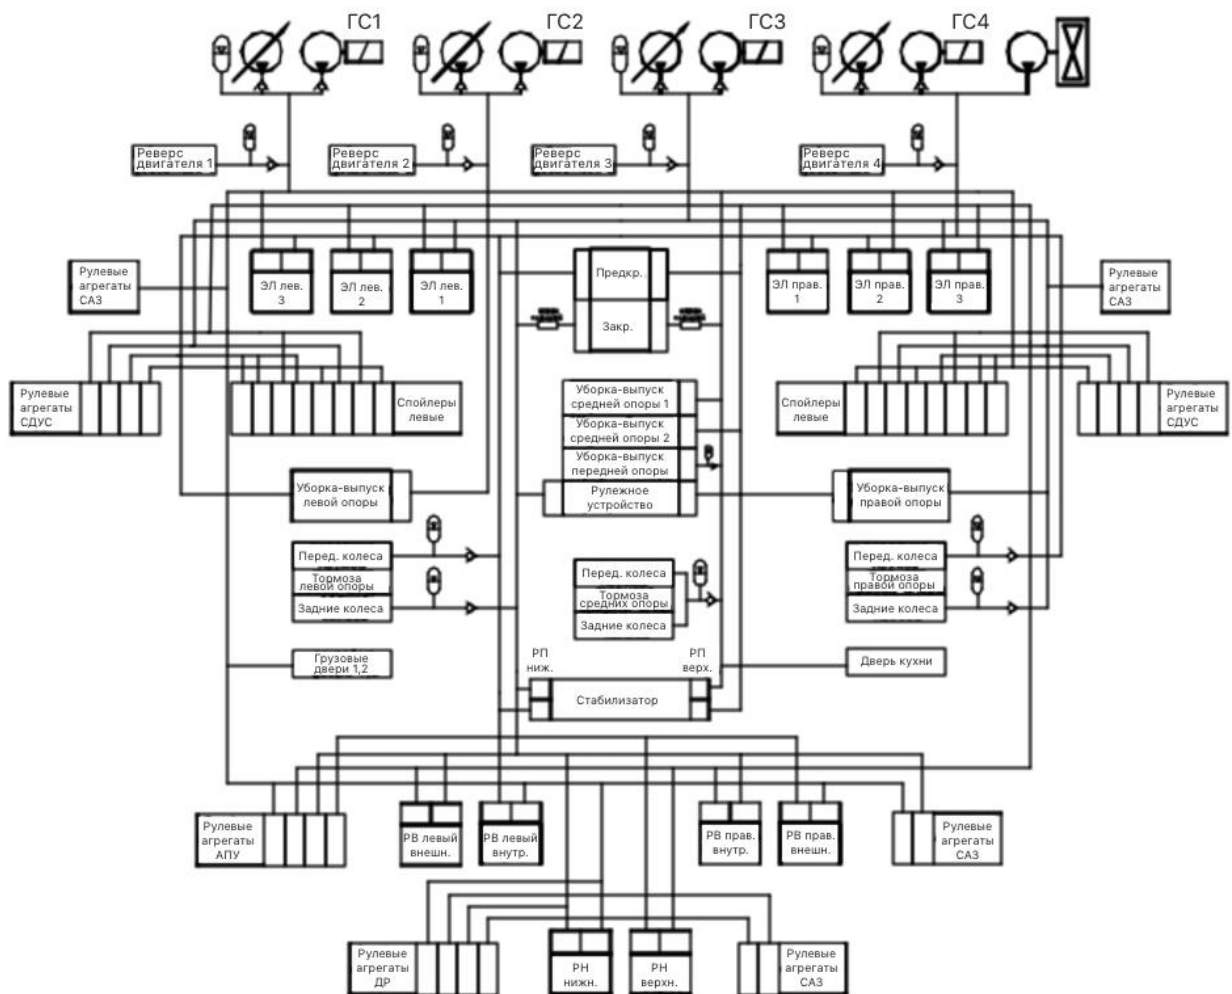 ГС1
ГС2
ГС3
ГС4
Реверс
двигателя 1
Реверс
двигателя 2
Реверс
двигателя 3
Реверс
двигателя 4
Рулевые
агрегаты
САЗ
ЭЛ лев.
3
ЭЛ лев.
2
ЭЛ лев.
1
Предкр.
Закр.
ЭЛ прав.
1
ЭЛ прав.
2
ЭЛ прав.
3
Рулевые
агрегаты
САЗ
Рулевые
агрегаты
СДУС
Спойлеры
левые
Уборка-выпуск
средней опоры 1
Уборка-выпуск
средней опоры 2
Уборка-выпуск
передней опоры
Рулежное
устройство
Спойлеры
левые
Рулевые
агрегаты
СДУС
Уборка-выпуск
левой опоры
Уборка-выпуск
правой опоры
Перед. колеса
Тормоза
левой опоры
Задние колеса
Перед. колеса
Тормоза
средних опоры
Задние колеса
Перед. колеса
Тормоза
правой опоры
Задние колеса
Грузовые
двери 1,2
РП
ниж.
РП
верх.
Дверь кухни
Стабилизатор
Рулевые
агрегаты
АПУ
РВ левый
внешн.
РВ левый
внутр.
РВ прав.
внутр.
РВ прав.
внешн.
Рулевые
агрегаты
САЗ
Рулевые
агрегаты
ДР
РН
нижн.
РН
верхн.
Рулевые
агрегаты
САЗ